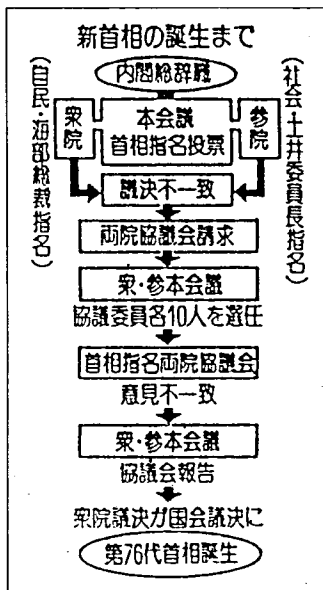 新首相の誕生まで
内閣総辞職
(自民・海部総裁指名)
衆院
本会議
首相指名投票
参院
(社会・土井委員長指名)
議決不一致
両院協議会請求
衆・参本会議
協議委員各10人を選任
首相指名両院協議会
意見不一致
衆・参本会議
協議会報告
衆院議決が国会議決に
第76代首相誕生